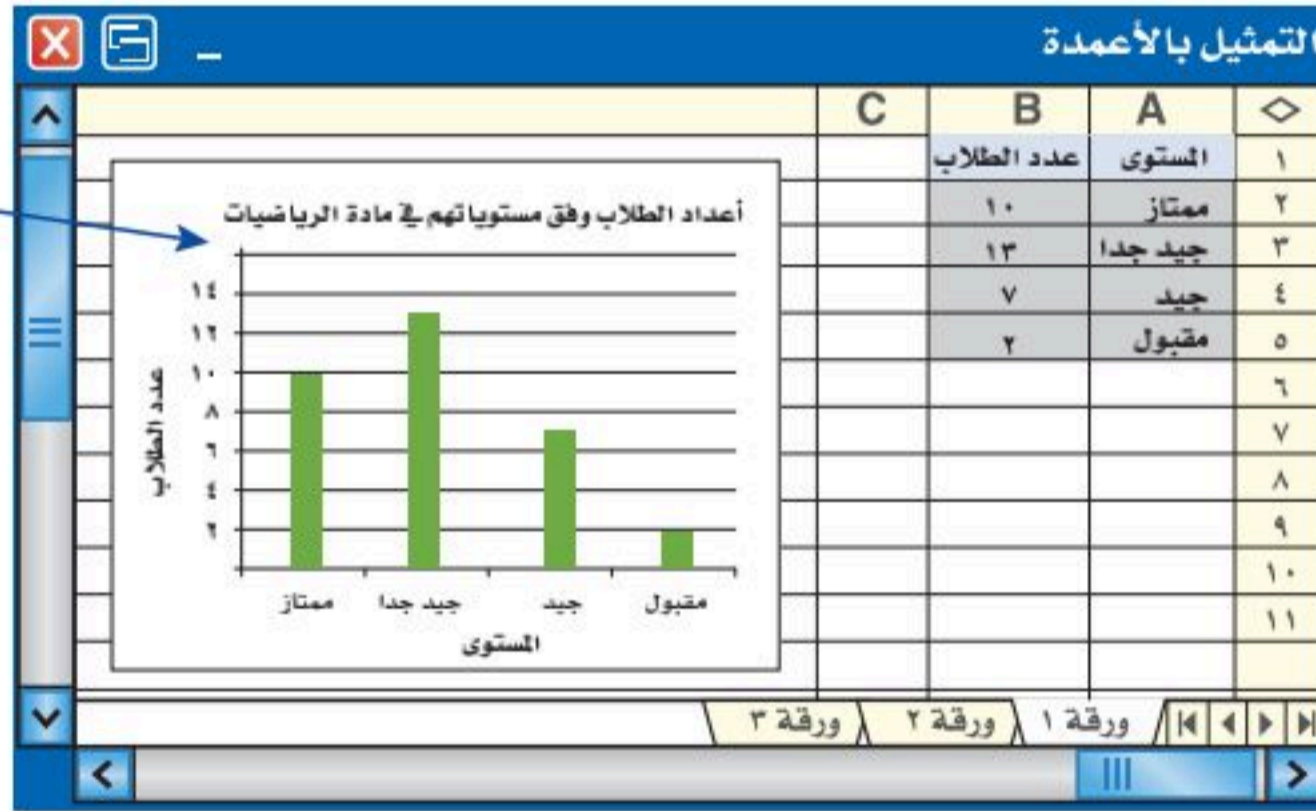 التمثيل بالأعمدة
A B C
١ المستوى عدد الطلاب
٢ ممتاز ١٠
٣ جيد جدا ١٣
٤ جيد ٧
٥ مقبول ٢
٦
٧
٨
٩
١٠
١١
أعداد الطلاب وفق مستوياتهم في مادة الرياضيات
١٤
١٢
١٠
٨
٦
٤
٢
عدد الطلاب
ممتاز جيد جدا جيد مقبول
المستوى
ورقة ١ ورقة ٢ ورقة ٣